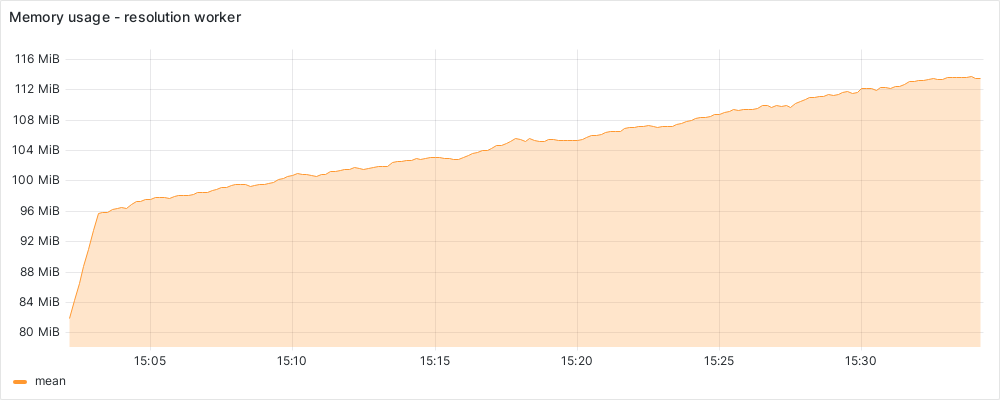 Memory usage - resolution worker
116 MiB
112 MiB
108 MiB
104 MiB
100 MiB
96 MiB
92 MiB
88 MiB
84 MiB
80 MiB
15:05 15:10 15:15 15:20 15:25 15:30
mean